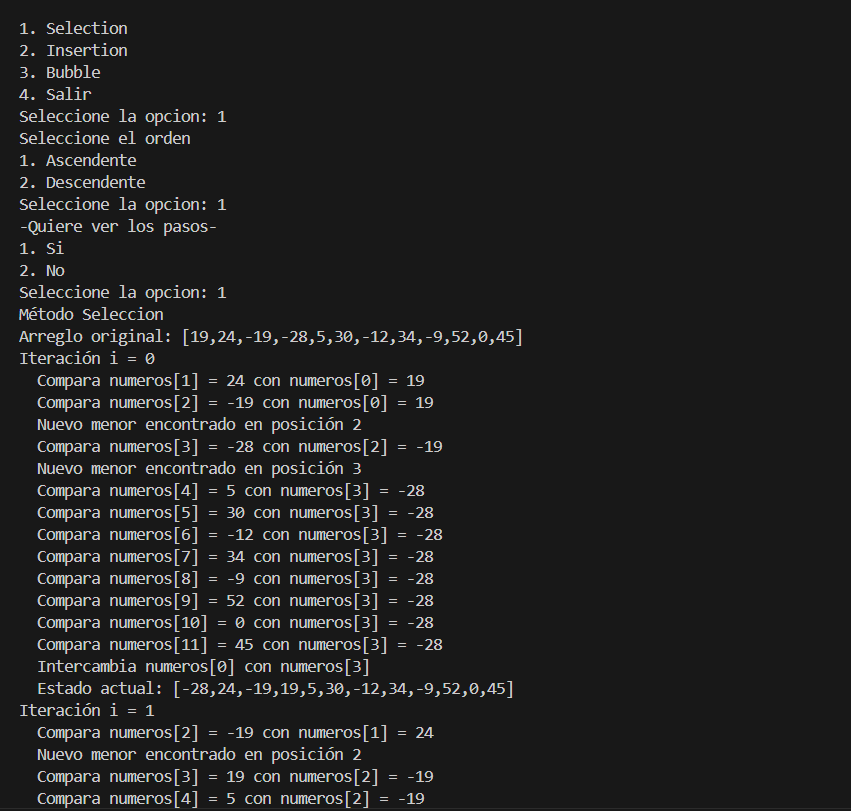 1. Selection
2. Insertion
3. Bubble
4. Salir
Seleccione la opcion: 1
Seleccione el orden
1. Ascendente
2. Descendente
Seleccione la opcion: 1
-Quiere ver los pasos-
1. Si
2. No
Seleccione la opcion: 1
Método Seleccion
Arreglo original: [19,24,-19,-28,5,30,-12,34,-9,52,0,45]
Iteración i = 0
  Compara numeros[1] = 24 con numeros[0] = 19
  Compara numeros[2] = -19 con numeros[0] = 19
  Nuevo menor encontrado en posición 2
  Compara numeros[3] = -28 con numeros[2] = -19
  Nuevo menor encontrado en posición 3
  Compara numeros[4] = 5 con numeros[3] = -28
  Compara numeros[5] = 30 con numeros[3] = -28
  Compara numeros[6] = -12 con numeros[3] = -28
  Compara numeros[7] = 34 con numeros[3] = -28
  Compara numeros[8] = -9 con numeros[3] = -28
  Compara numeros[9] = 52 con numeros[3] = -28
  Compara numeros[10] = 0 con numeros[3] = -28
  Compara numeros[11] = 45 con numeros[3] = -28
  Intercambia numeros[0] con numeros[3]
  Estado actual: [-28,24,-19,19,5,30,-12,34,-9,52,0,45]
Iteración i = 1
  Compara numeros[2] = -19 con numeros[1] = 24
  Nuevo menor encontrado en posición 2
  Compara numeros[3] = 19 con numeros[2] = -19
  Compara numeros[4] = 5 con numeros[2] = -19